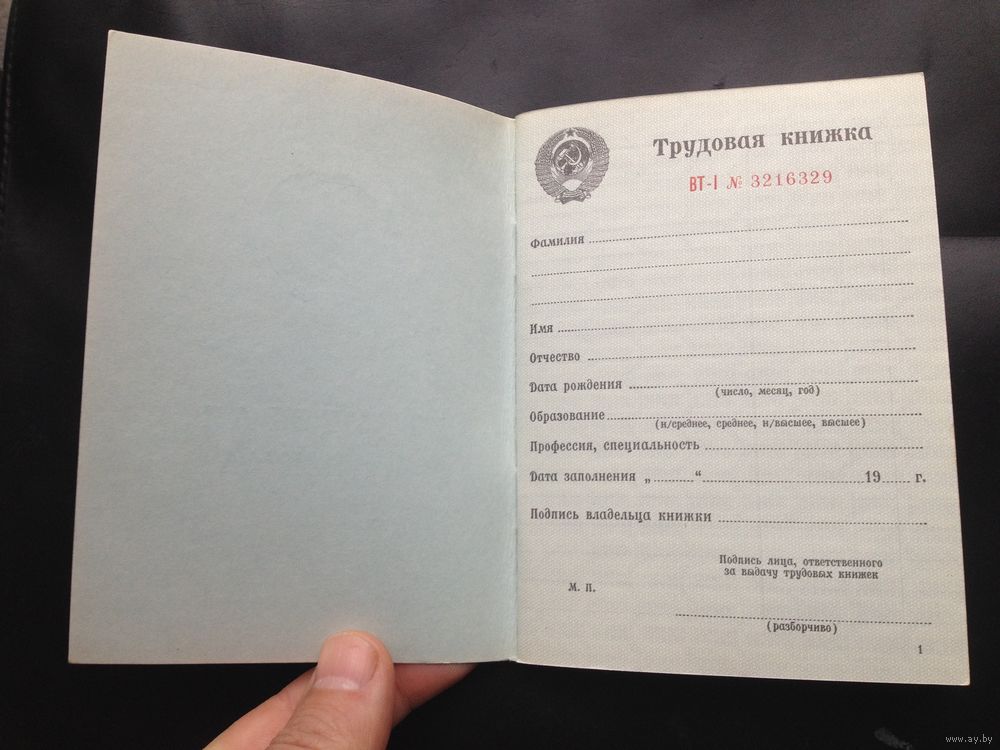 Трудовая книжка
ВТ-I № 3216329
Фамилия
Имя
Отчество
Дата рождения
(число, месяц, год)
Образование
(н/среднее, среднее, н/высшее, высшее)
Профессия, специальность
Дата заполнения „ “ 19 г.
Подпись владельца книжки
Подпись лица, ответственного
за выдачу трудовых книжек
М. П.
(разборчиво)
1
www.ay.by